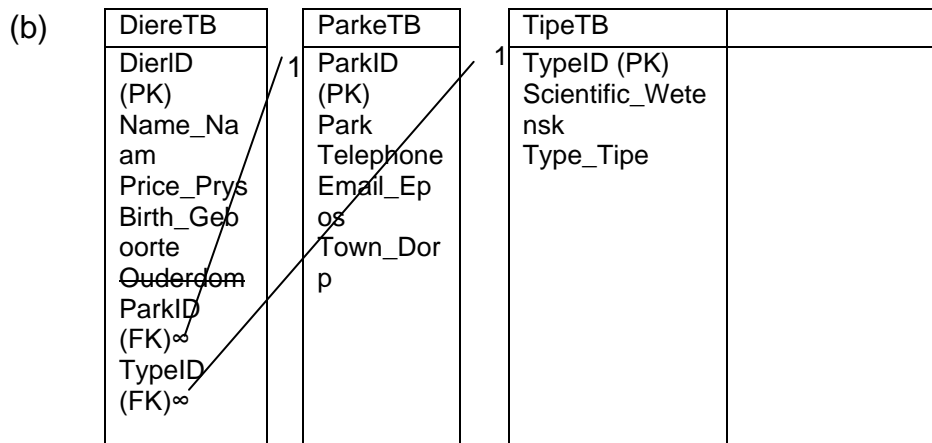 (b)
DiereTB
DierID
(PK)
Name_Na
am
Price_Prys
Birth_Geb
oorte
Ouderdom
ParkID
(FK)∞
TypeID
(FK)∞
1
ParkeTB
ParkID
(PK)
Park
Telephone
Email_Ep
os
Town_Dor
p
1
TipeTB
TypeID (PK)
Scientific_Wete
nsk
Type_Tipe